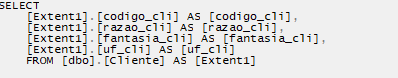 SELECT
[Extent1].[codigo_cli] AS [codigo_cli],
[Extent1].[razao_cli] AS [razao_cli],
[Extent1].[fantasia_cli] AS [fantasia_cli],
[Extent1].[uf_cli] AS [uf_cli]
FROM [dbo].[Cliente] AS [Extent1]